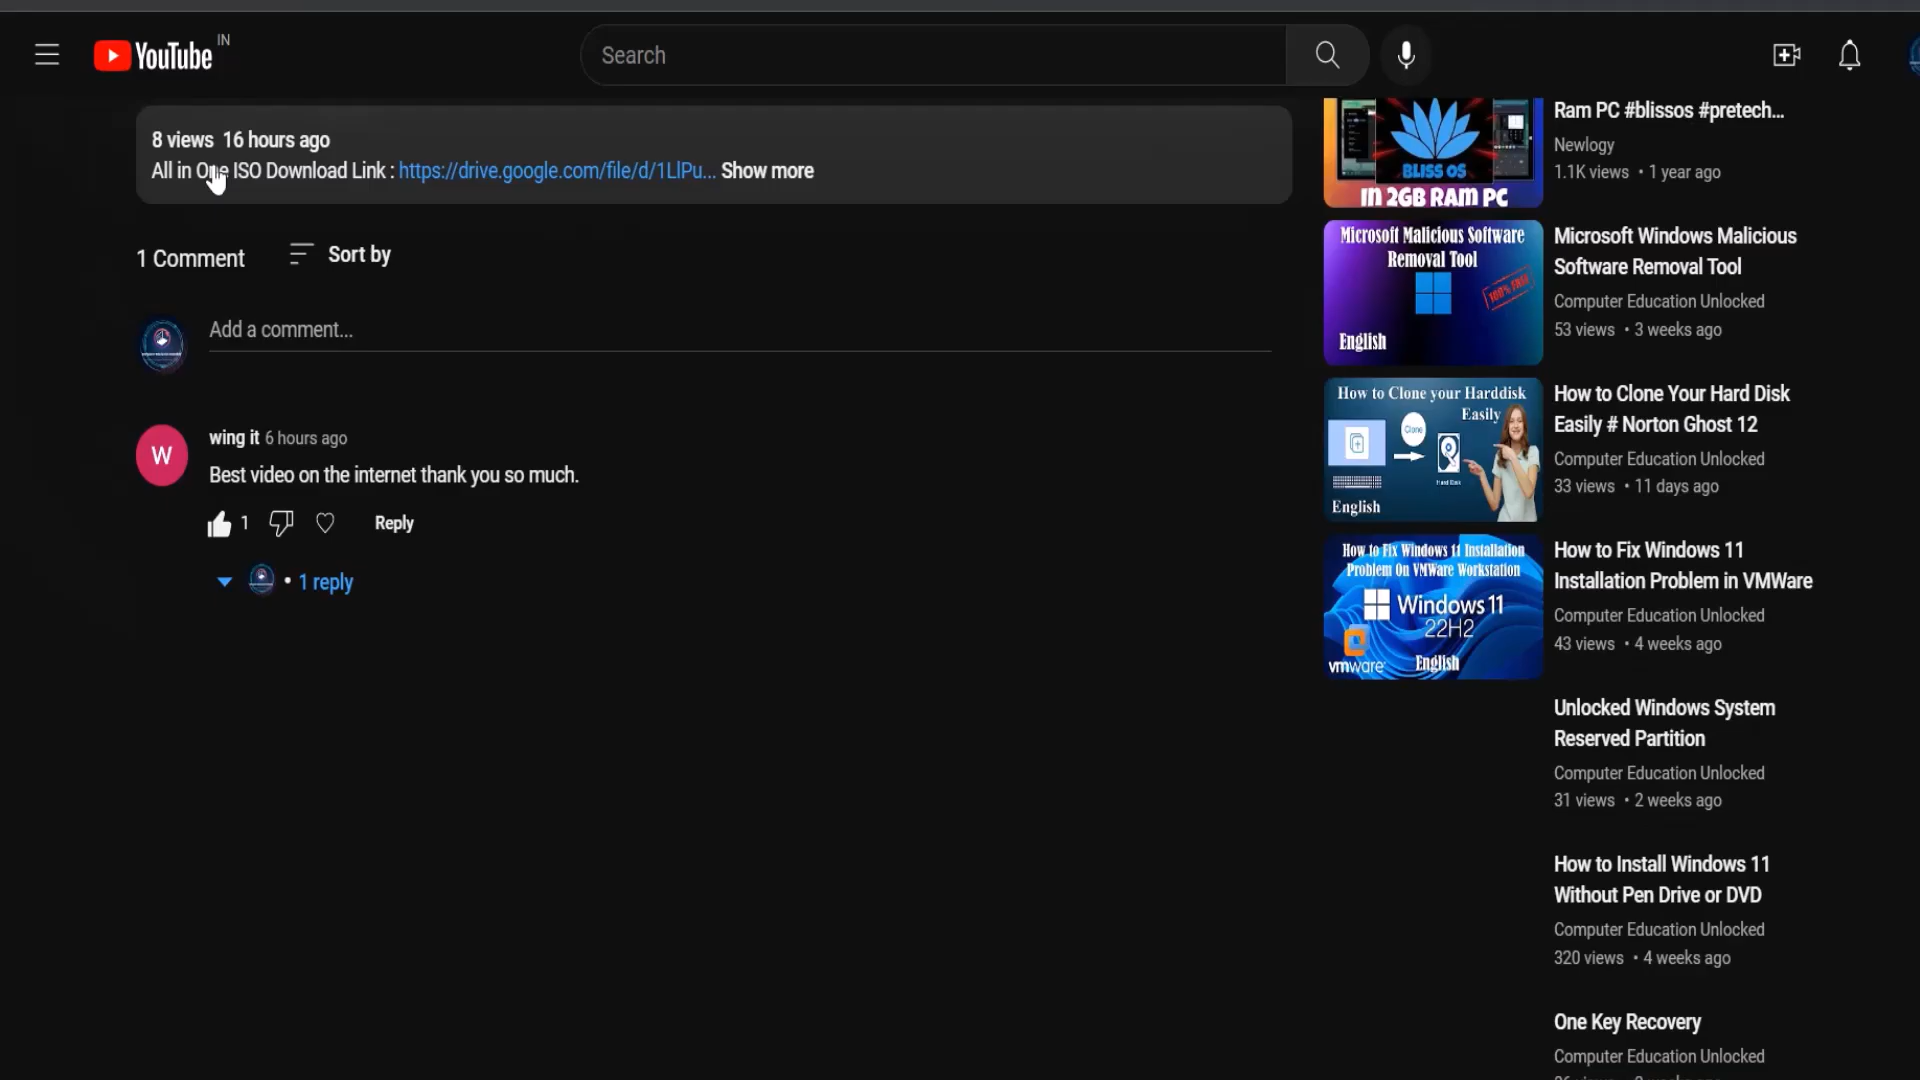 YouTube IN
Search
8 views 16 hours ago
All in One ISO Download Link : https://drive.google.com/file/d/1LlPu... Show more
1 Comment
Sort by
Add a comment...
W
wing it 6 hours ago
Best video on the internet thank you so much.
1
Reply
• 1 reply
BLISS OS
In 2GB RAM PC
Ram PC #blissos #pretech...
Newlogy
1.1K views • 1 year ago
Microsoft Malicious Software
Removal Tool
100% FREE
English
Microsoft Windows Malicious
Software Removal Tool
Computer Education Unlocked
53 views • 3 weeks ago
How to Clone your Harddisk
Easily
Clone
Hard Disk
English
How to Clone Your Hard Disk
Easily # Norton Ghost 12
Computer Education Unlocked
33 views • 11 days ago
How to Fix Windows 11 Installation
Problem On VMWare Workstation
Windows 11
22H2
vmware
English
How to Fix Windows 11
Installation Problem in VMWare
Computer Education Unlocked
43 views • 4 weeks ago
Unlocked Windows System
Reserved Partition
Computer Education Unlocked
31 views • 2 weeks ago
How to Install Windows 11
Without Pen Drive or DVD
Computer Education Unlocked
320 views • 4 weeks ago
One Key Recovery
Computer Education Unlocked